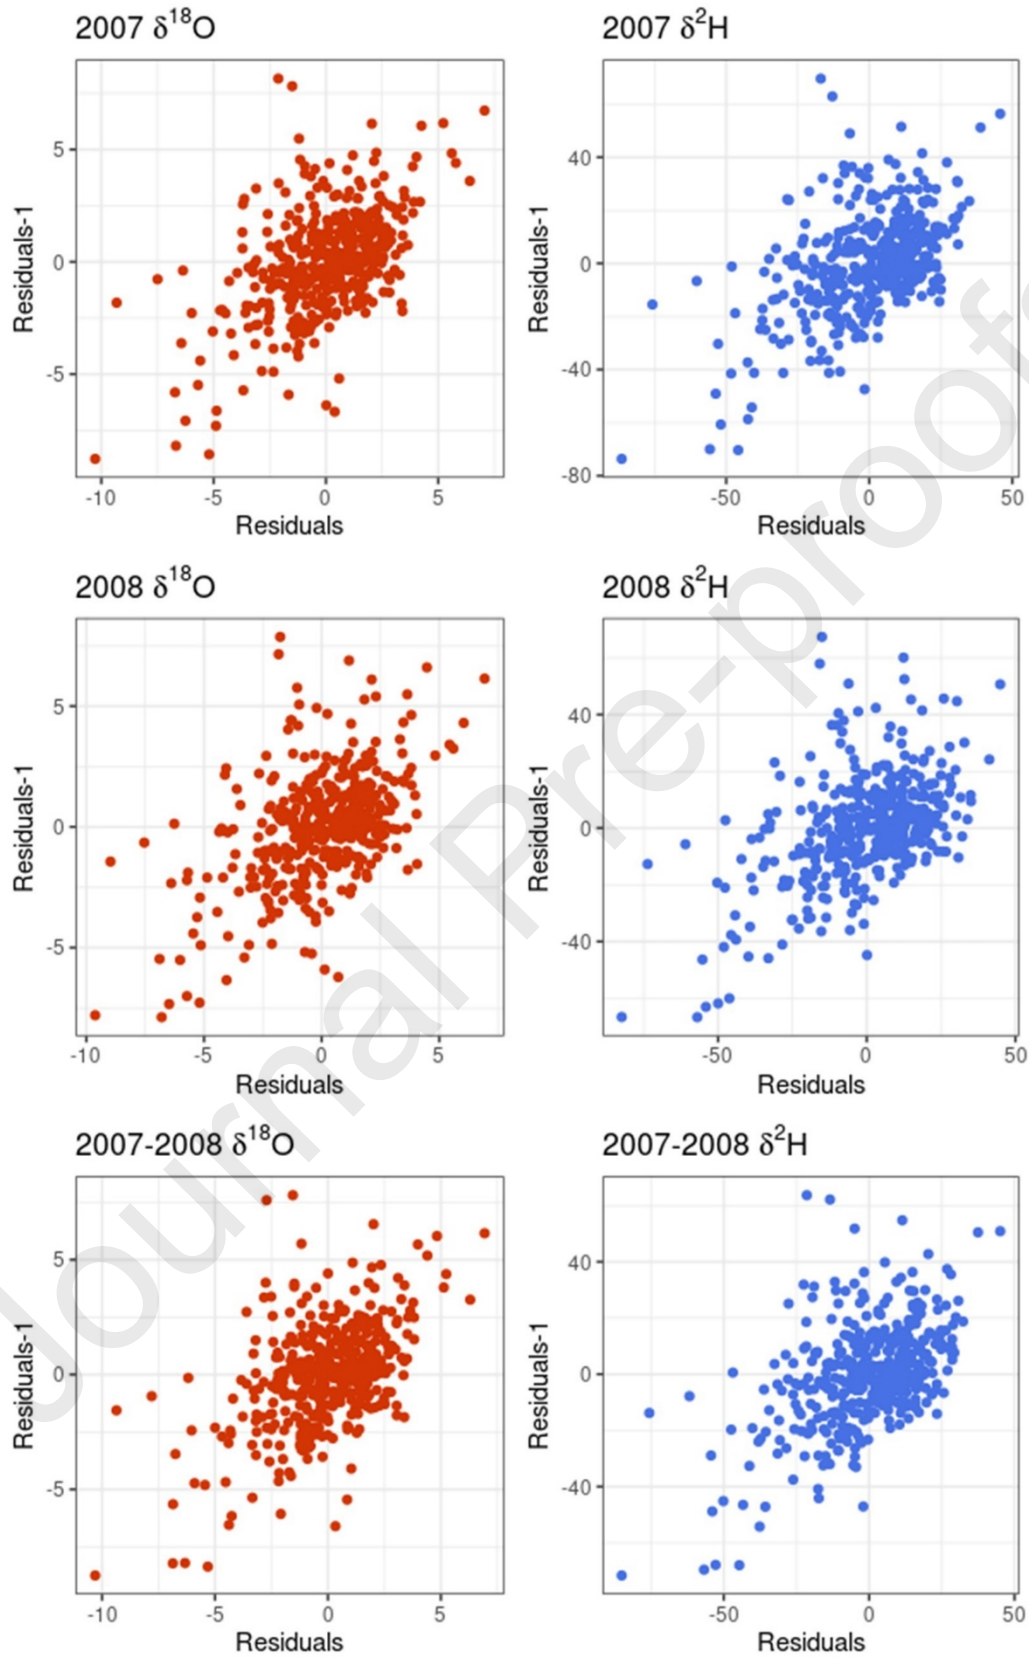 2007 δ18O
2007 δ2H
Residuals-1
5
0
-5
-10
-5
0
5
Residuals
Residuals-1
40
0
-40
-80
-50
0
50
Residuals
2008 δ18O
2008 δ2H
Residuals-1
5
0
-5
-10
-5
0
5
Residuals
Residuals-1
40
0
-40
-50
0
50
Residuals
2007-2008 δ18O
2007-2008 δ2H
Residuals-1
5
0
-5
-10
-5
0
5
Residuals
Residuals-1
40
0
-40
-50
0
50
Residuals
Journal Pre-proofs